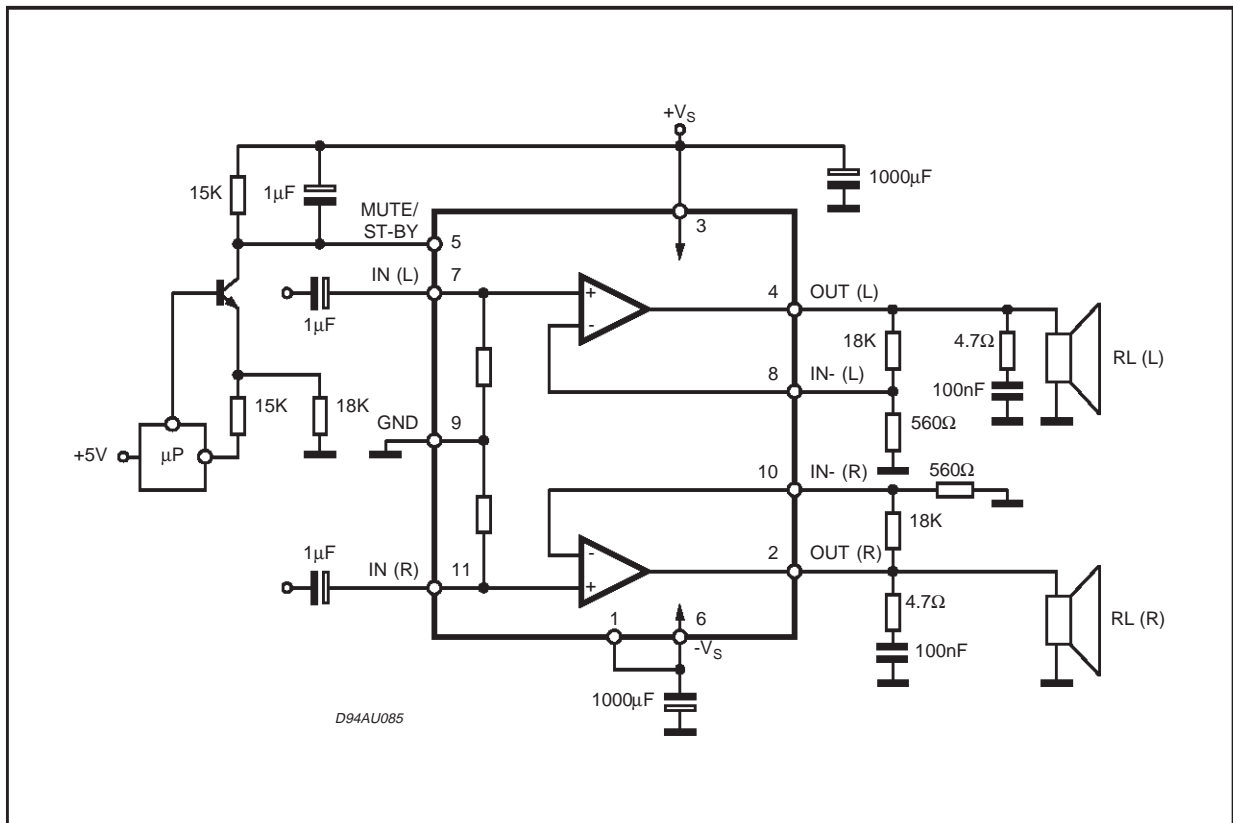 +VS
15K
1µF
1000µF
MUTE/
ST-BY
5
3
IN (L)
7
1µF
+
-
4
OUT (L)
18K
4.7Ω
RL (L)
8
IN- (L)
100nF
560Ω
15K
18K
GND
9
+5V
µP
10
IN- (R)
560Ω
18K
1µF
IN (R)
11
-
+
2
OUT (R)
4.7Ω
RL (R)
100nF
1
6
-VS
1000µF
D94AU085